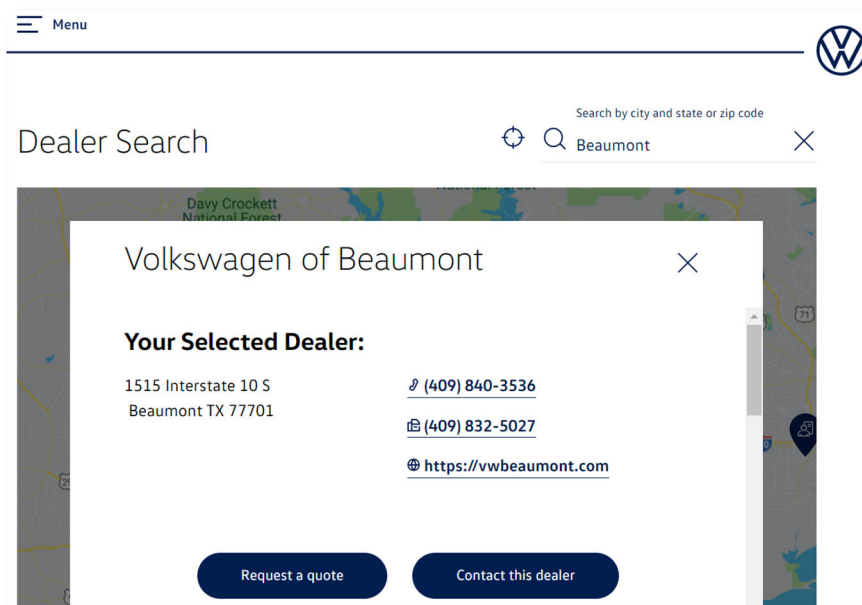 Menu
Search by city and state or zip code
Dealer Search
Beaumont
Davy Crockett
National Forest
Volkswagen of Beaumont
71
Your Selected Dealer:
1515 Interstate 10 S
Beaumont TX 77701
(409) 840-3536
(409) 832-5027
https://vwbeaumont.com
Request a quote
Contact this dealer